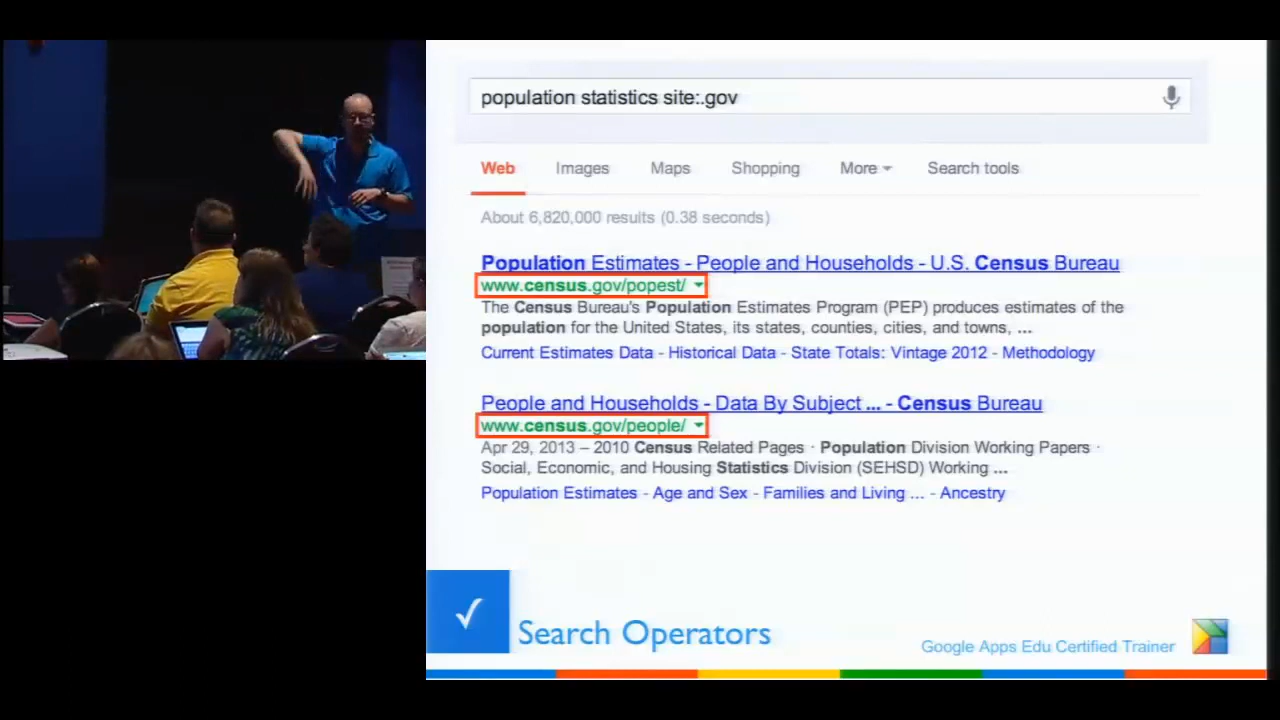 population statistics site:.gov
Web Images Maps Shopping More Search tools
About 6,820,000 results (0.38 seconds)
Population Estimates - People and Households - U.S. Census Bureau
www.census.gov/popest/
The Census Bureau's Population Estimates Program (PEP) produces estimates of the
population for the United States, its states, counties, cities, and towns, ...
Current Estimates Data - Historical Data - State Totals: Vintage 2012 - Methodology
People and Households - Data By Subject ... - Census Bureau
www.census.gov/people/
Apr 29, 2013 – 2010 Census Related Pages · Population Division Working Papers ·
Social, Economic, and Housing Statistics Division (SEHSD) Working ...
Population Estimates - Age and Sex - Families and Living ... - Ancestry
✓ Search Operators
Google Apps Edu Certified Trainer